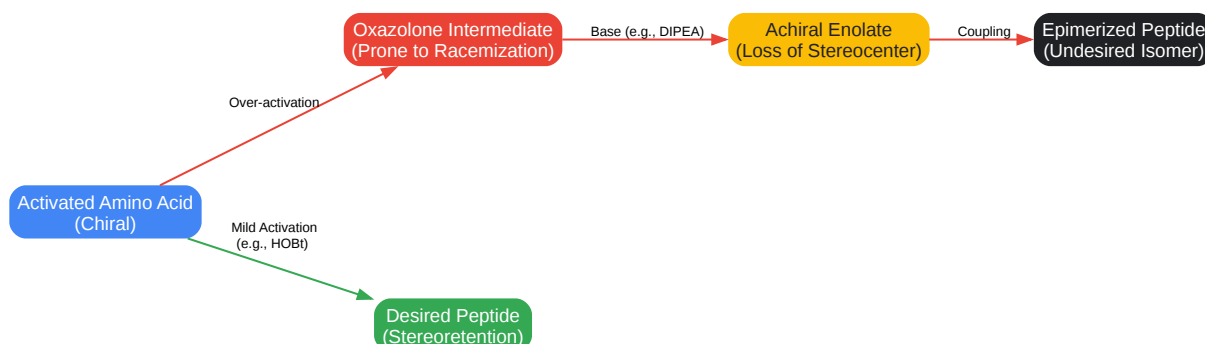 Oxazolone Intermediate
(Prone to Racemization)
Base (e.g., DIPEA)
Achiral Enolate
(Loss of Stereocenter)
Coupling
Epimerized Peptide
(Undesired Isomer)
Over-activation
Activated Amino Acid
(Chiral)
Mild Activation
(e.g., HOBt)
Desired Peptide
(Stereoretention)